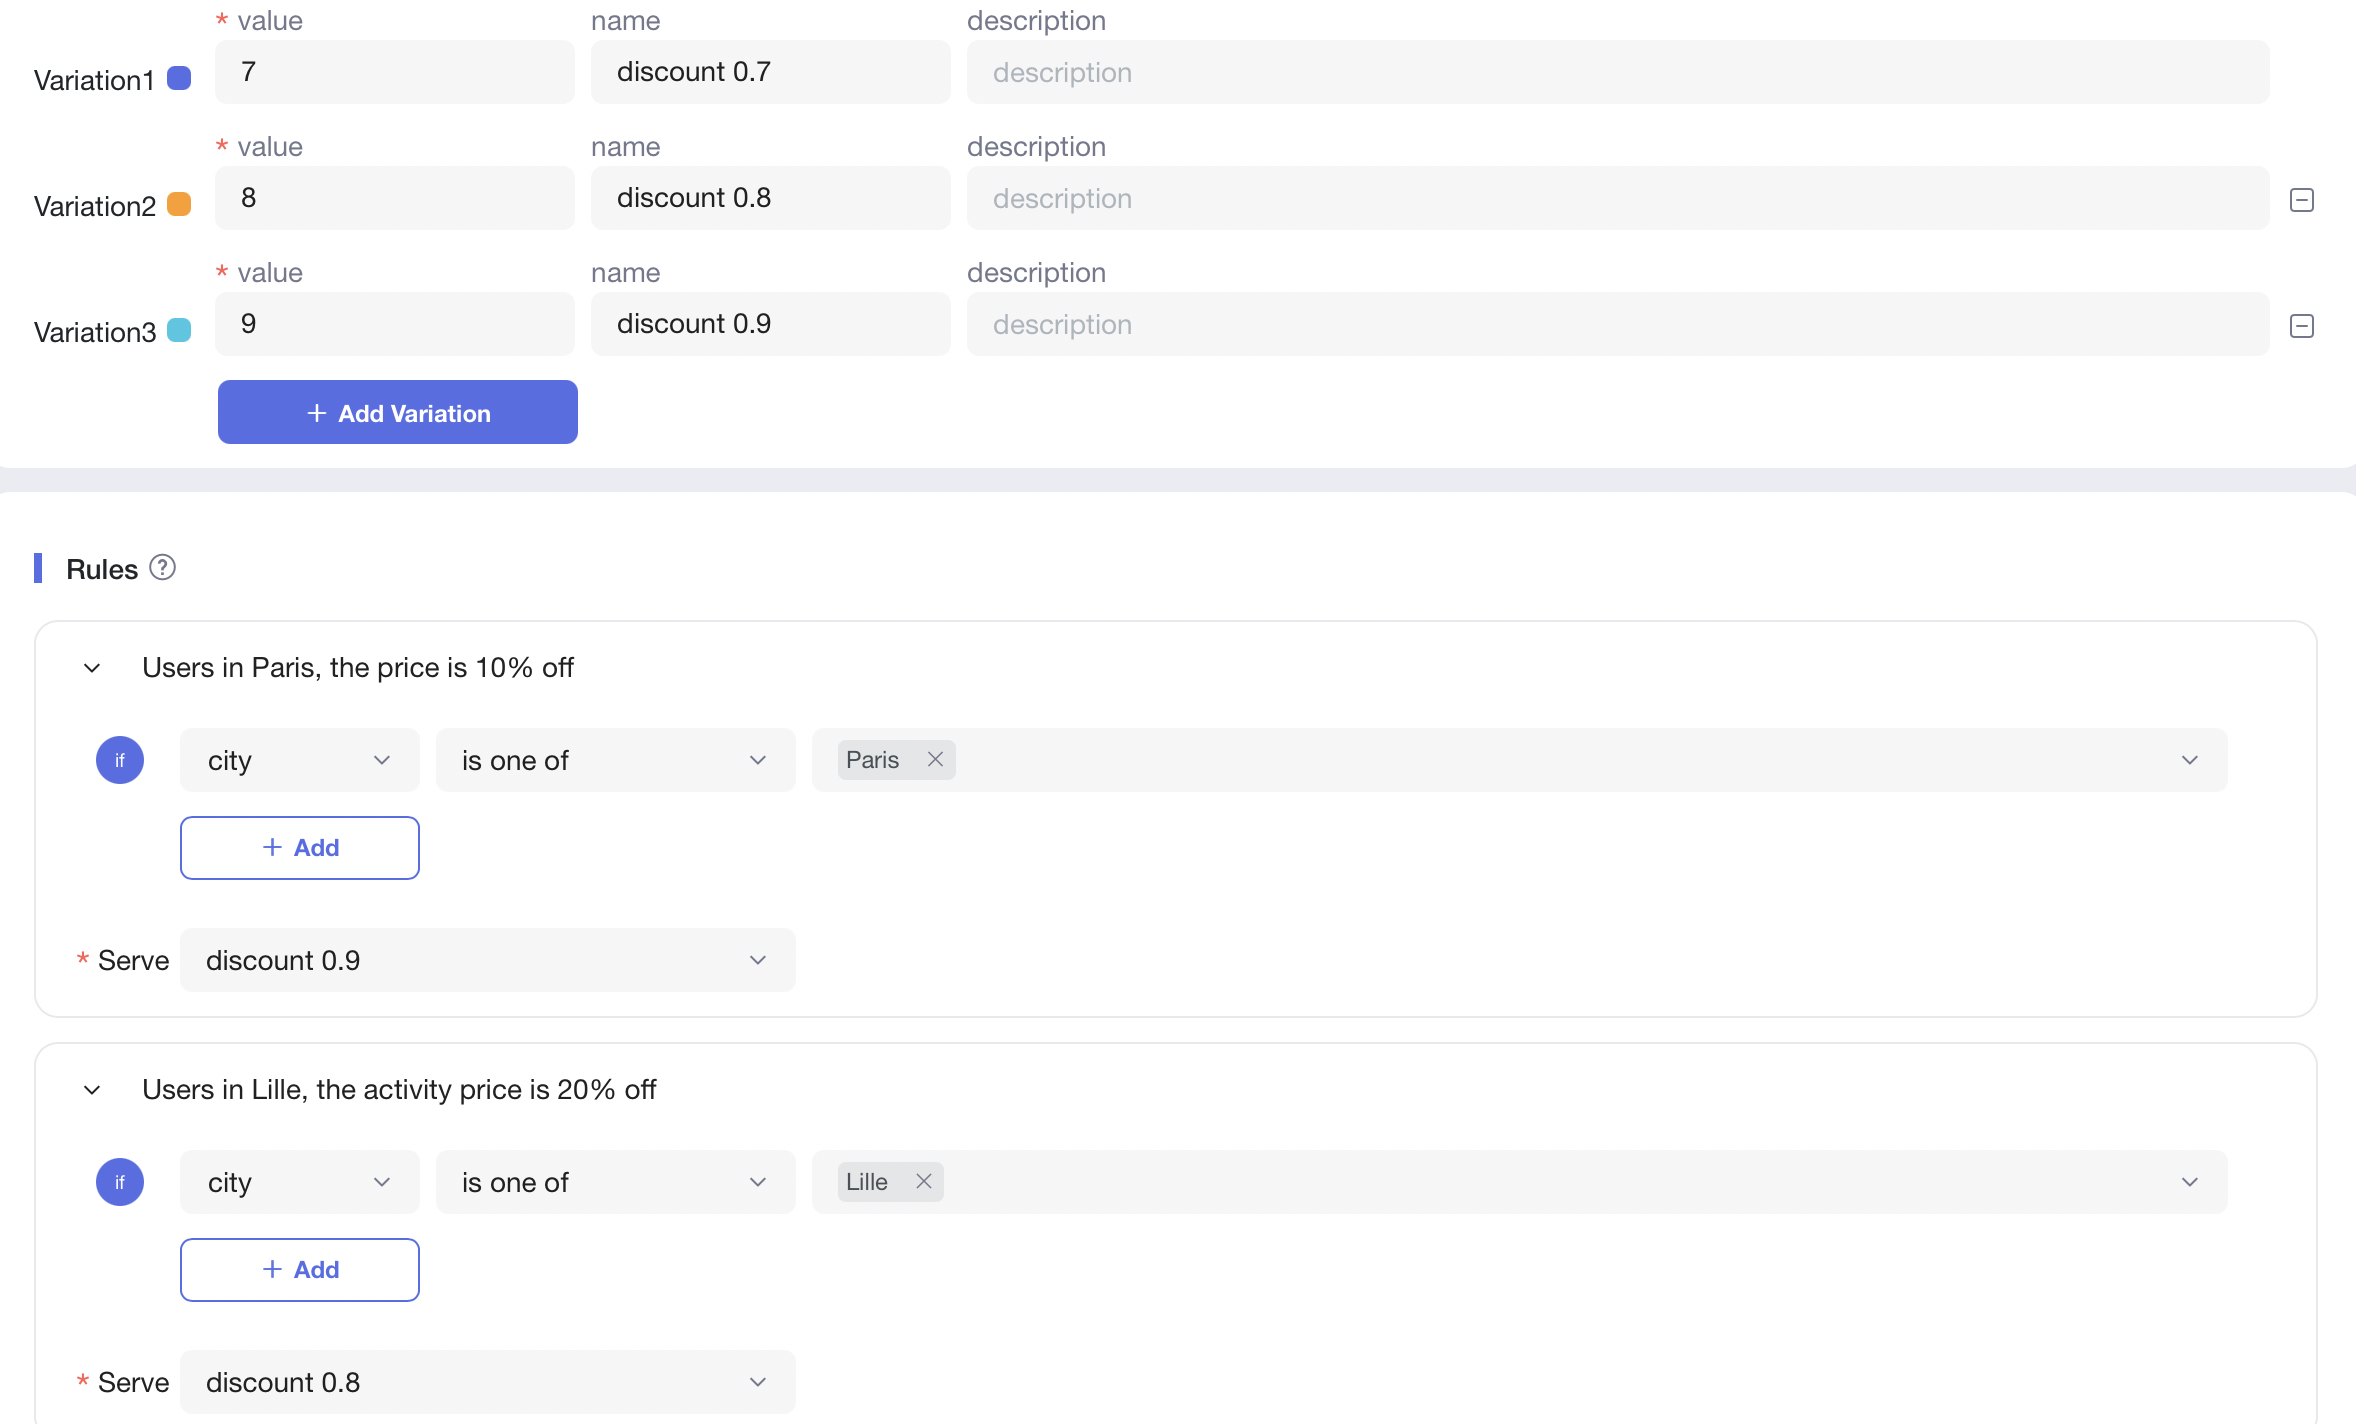 * value name description
Variation1 7 discount 0.7 description
* value name description
Variation2 8 discount 0.8 description
* value name description
Variation3 9 discount 0.9 description
+ Add Variation
Rules ?
Users in Paris, the price is 10% off
if city is one of Paris ×
+ Add
* Serve discount 0.9
Users in Lille, the activity price is 20% off
if city is one of Lille ×
+ Add
* Serve discount 0.8